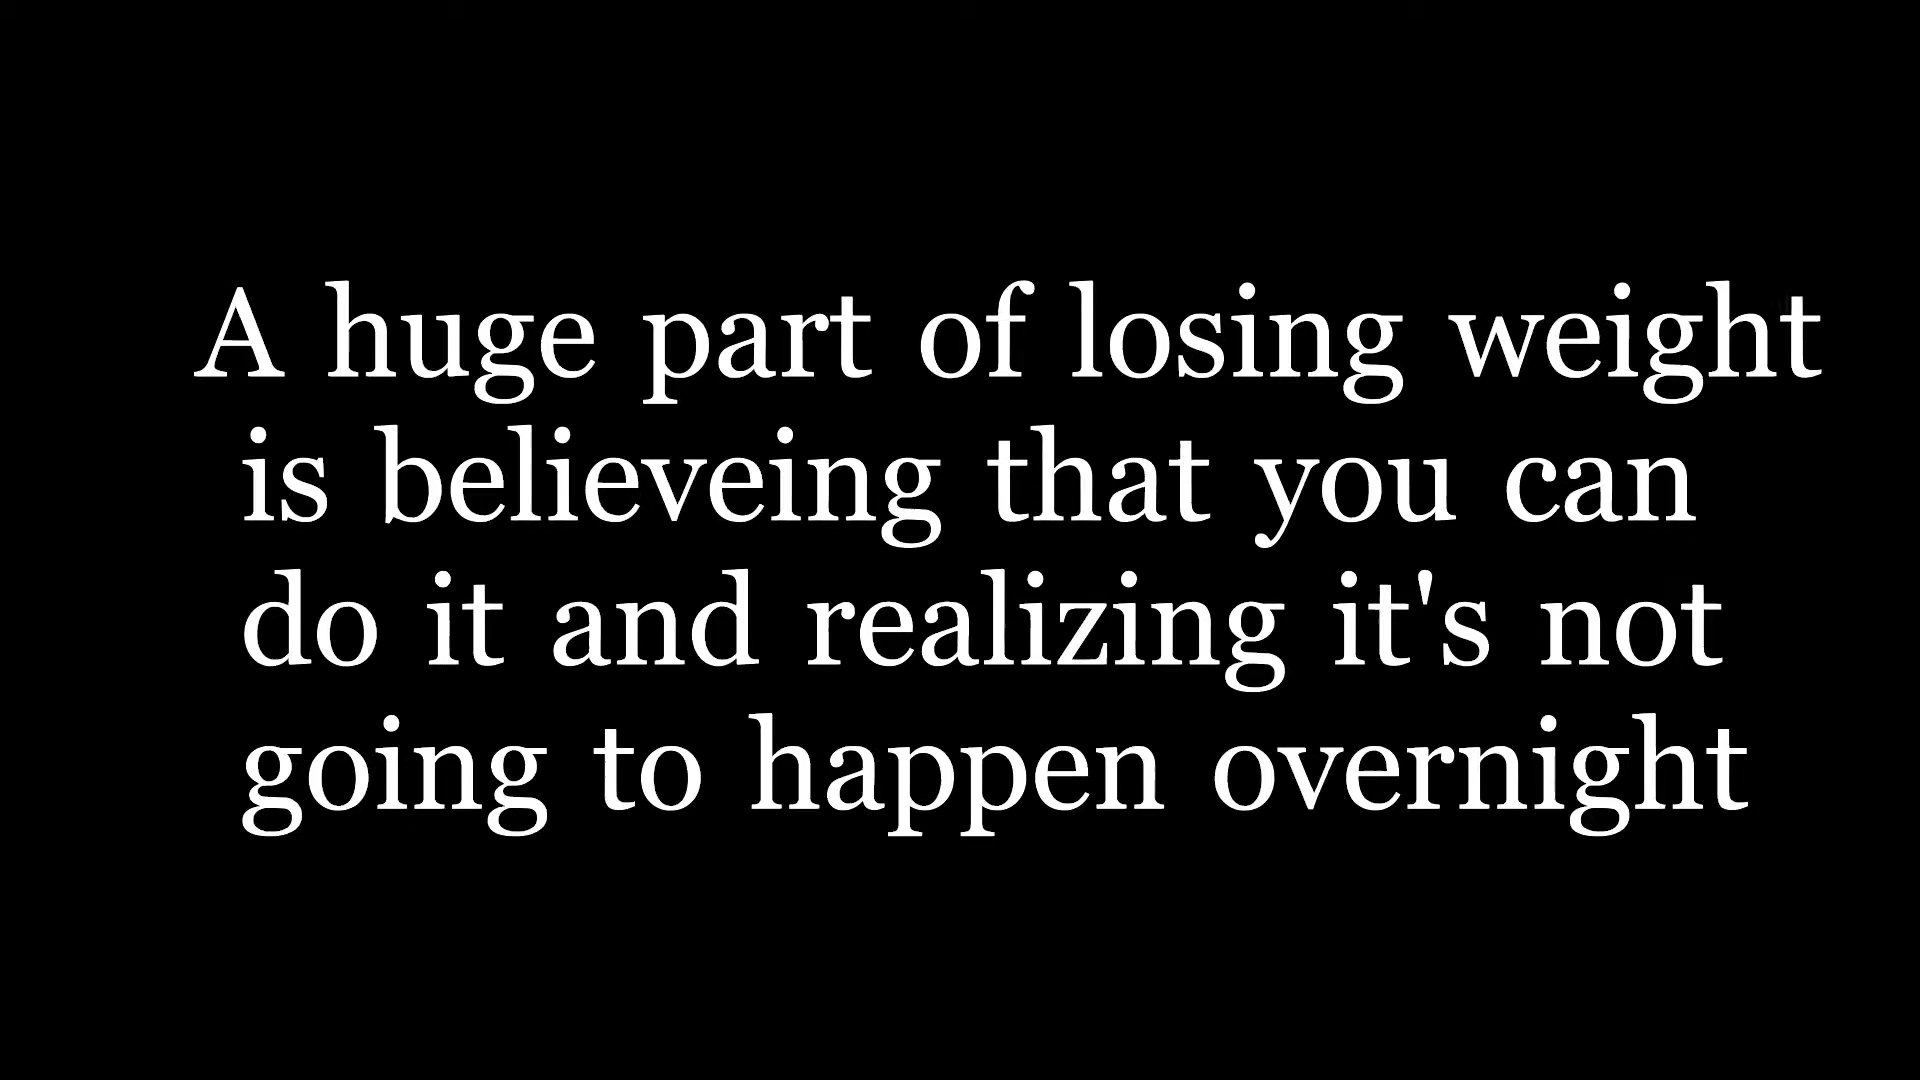 A huge part of losing weight
is believeing that you can
do it and realizing it's not
going to happen overnight